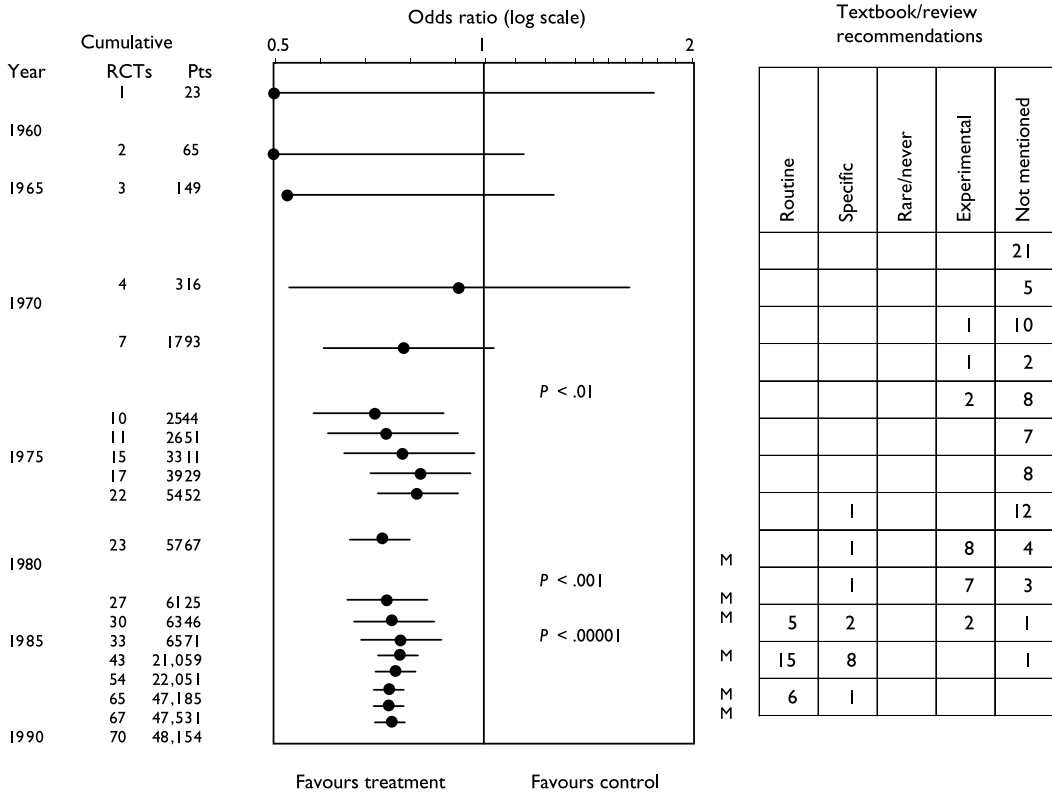 Odds ratio (log scale)
Textbook/review
recommendations
Cumulative
0.5 1 2
Year RCTs Pts
1 23
1960
2 65
1965 3 149
Routine
Specific
Rare/never
Experimental
Not mentioned
21
4 316 5
1970
1 10
7 1793
1 2
P < .01
2 8
10 2544
11 2651 7
1975 15 3311
17 3929 8
22 5452
1 12
23 5767 1 8 4
1980 M
P < .001 1 7 3
27 6125 M
30 6346 M 5 2 2 1
1985 33 6571 P < .00001
43 21,059 M 15 8 1
54 22,051
65 47,185 M 6 1
67 47,531 M
1990 70 48,154
Favours treatment Favours control